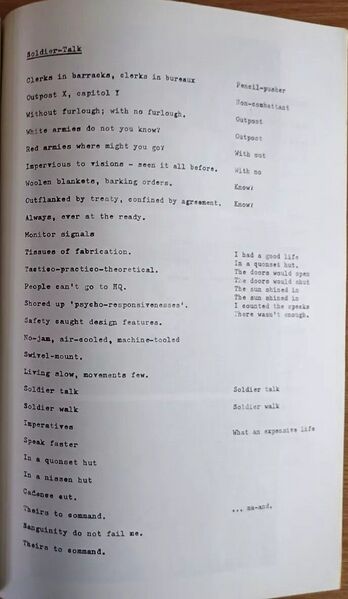 Soldier-Talk
Clerks in barracks, clerks in bureaux
Pencil-pusher
Outpost X, capitol Y
Non-combattant
Without furlough; with no furlough.
Outpost
White armies do not you know?
Outpost
Red armies where might you go?
With out
Impervious to visions - seen it all before.
With no
Woolen blankets, barking orders.
Know?
Outflanked by treaty, confined by agreement.
Know?
Always, ever at the ready.
Monitor signals
Tissues of fabrication.
I had a good life
In a quonset hut.
Tactico-practico-theoretical.
The doors would open
The doors would shut
People can't go to HQ.
The sun shined in
The sun shined in
Shored up 'psycho-responsivenesses'.
I counted the specks
There wasn't enough.
Safety caught design features.
No-jam, air-cooled, machine-tooled
Swivel-mount.
Living slow, movements few.
Soldier talk
Soldier talk
Soldier walk
Soldier walk
Imperatives
What an expensive life
Speak faster
In a quonset hut
In a nissen hut
Cadence cut.
Theirs to command.
... ma-and.
Sanguinity do not fail me.
Theirs to command.